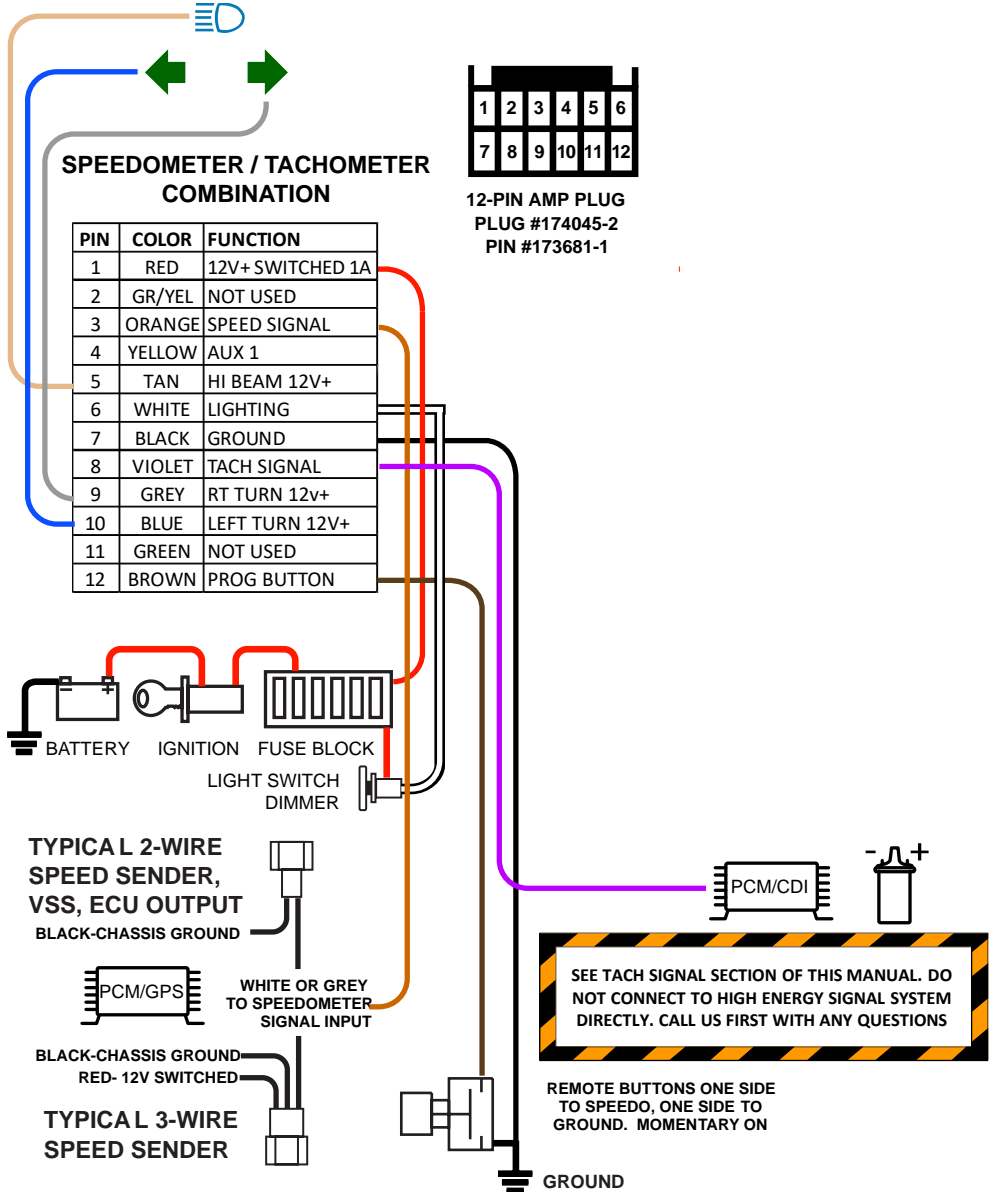 SPEEDOMETER / TACHOMETER
COMBINATION
1 2 3 4 5 6
7 8 9 10 11 12
12-PIN AMP PLUG
PLUG #174045-2
PIN #173681-1
PIN COLOR FUNCTION
1 RED 12V+ SWITCHED 1A
2 GR/YEL NOT USED
3 ORANGE SPEED SIGNAL
4 YELLOW AUX 1
5 TAN HI BEAM 12V+
6 WHITE LIGHTING
7 BLACK GROUND
8 VIOLET TACH SIGNAL
9 GREY RT TURN 12v+
10 BLUE LEFT TURN 12V+
11 GREEN NOT USED
12 BROWN PROG BUTTON
- +
BATTERY IGNITION FUSE BLOCK
LIGHT SWITCH
DIMMER
TYPICAL 2-WIRE
SPEED SENDER,
VSS, ECU OUTPUT
BLACK-CHASSIS GROUND
PCM/GPS
WHITE OR GREY
TO SPEEDOMETER
SIGNAL INPUT
BLACK-CHASSIS GROUND
RED- 12V SWITCHED
TYPICAL 3-WIRE
SPEED SENDER
PCM/CDI
- +
SEE TACH SIGNAL SECTION OF THIS MANUAL. DO
NOT CONNECT TO HIGH ENERGY SIGNAL SYSTEM
DIRECTLY. CALL US FIRST WITH ANY QUESTIONS
REMOTE BUTTONS ONE SIDE
TO SPEEDO, ONE SIDE TO
GROUND. MOMENTARY ON
GROUND